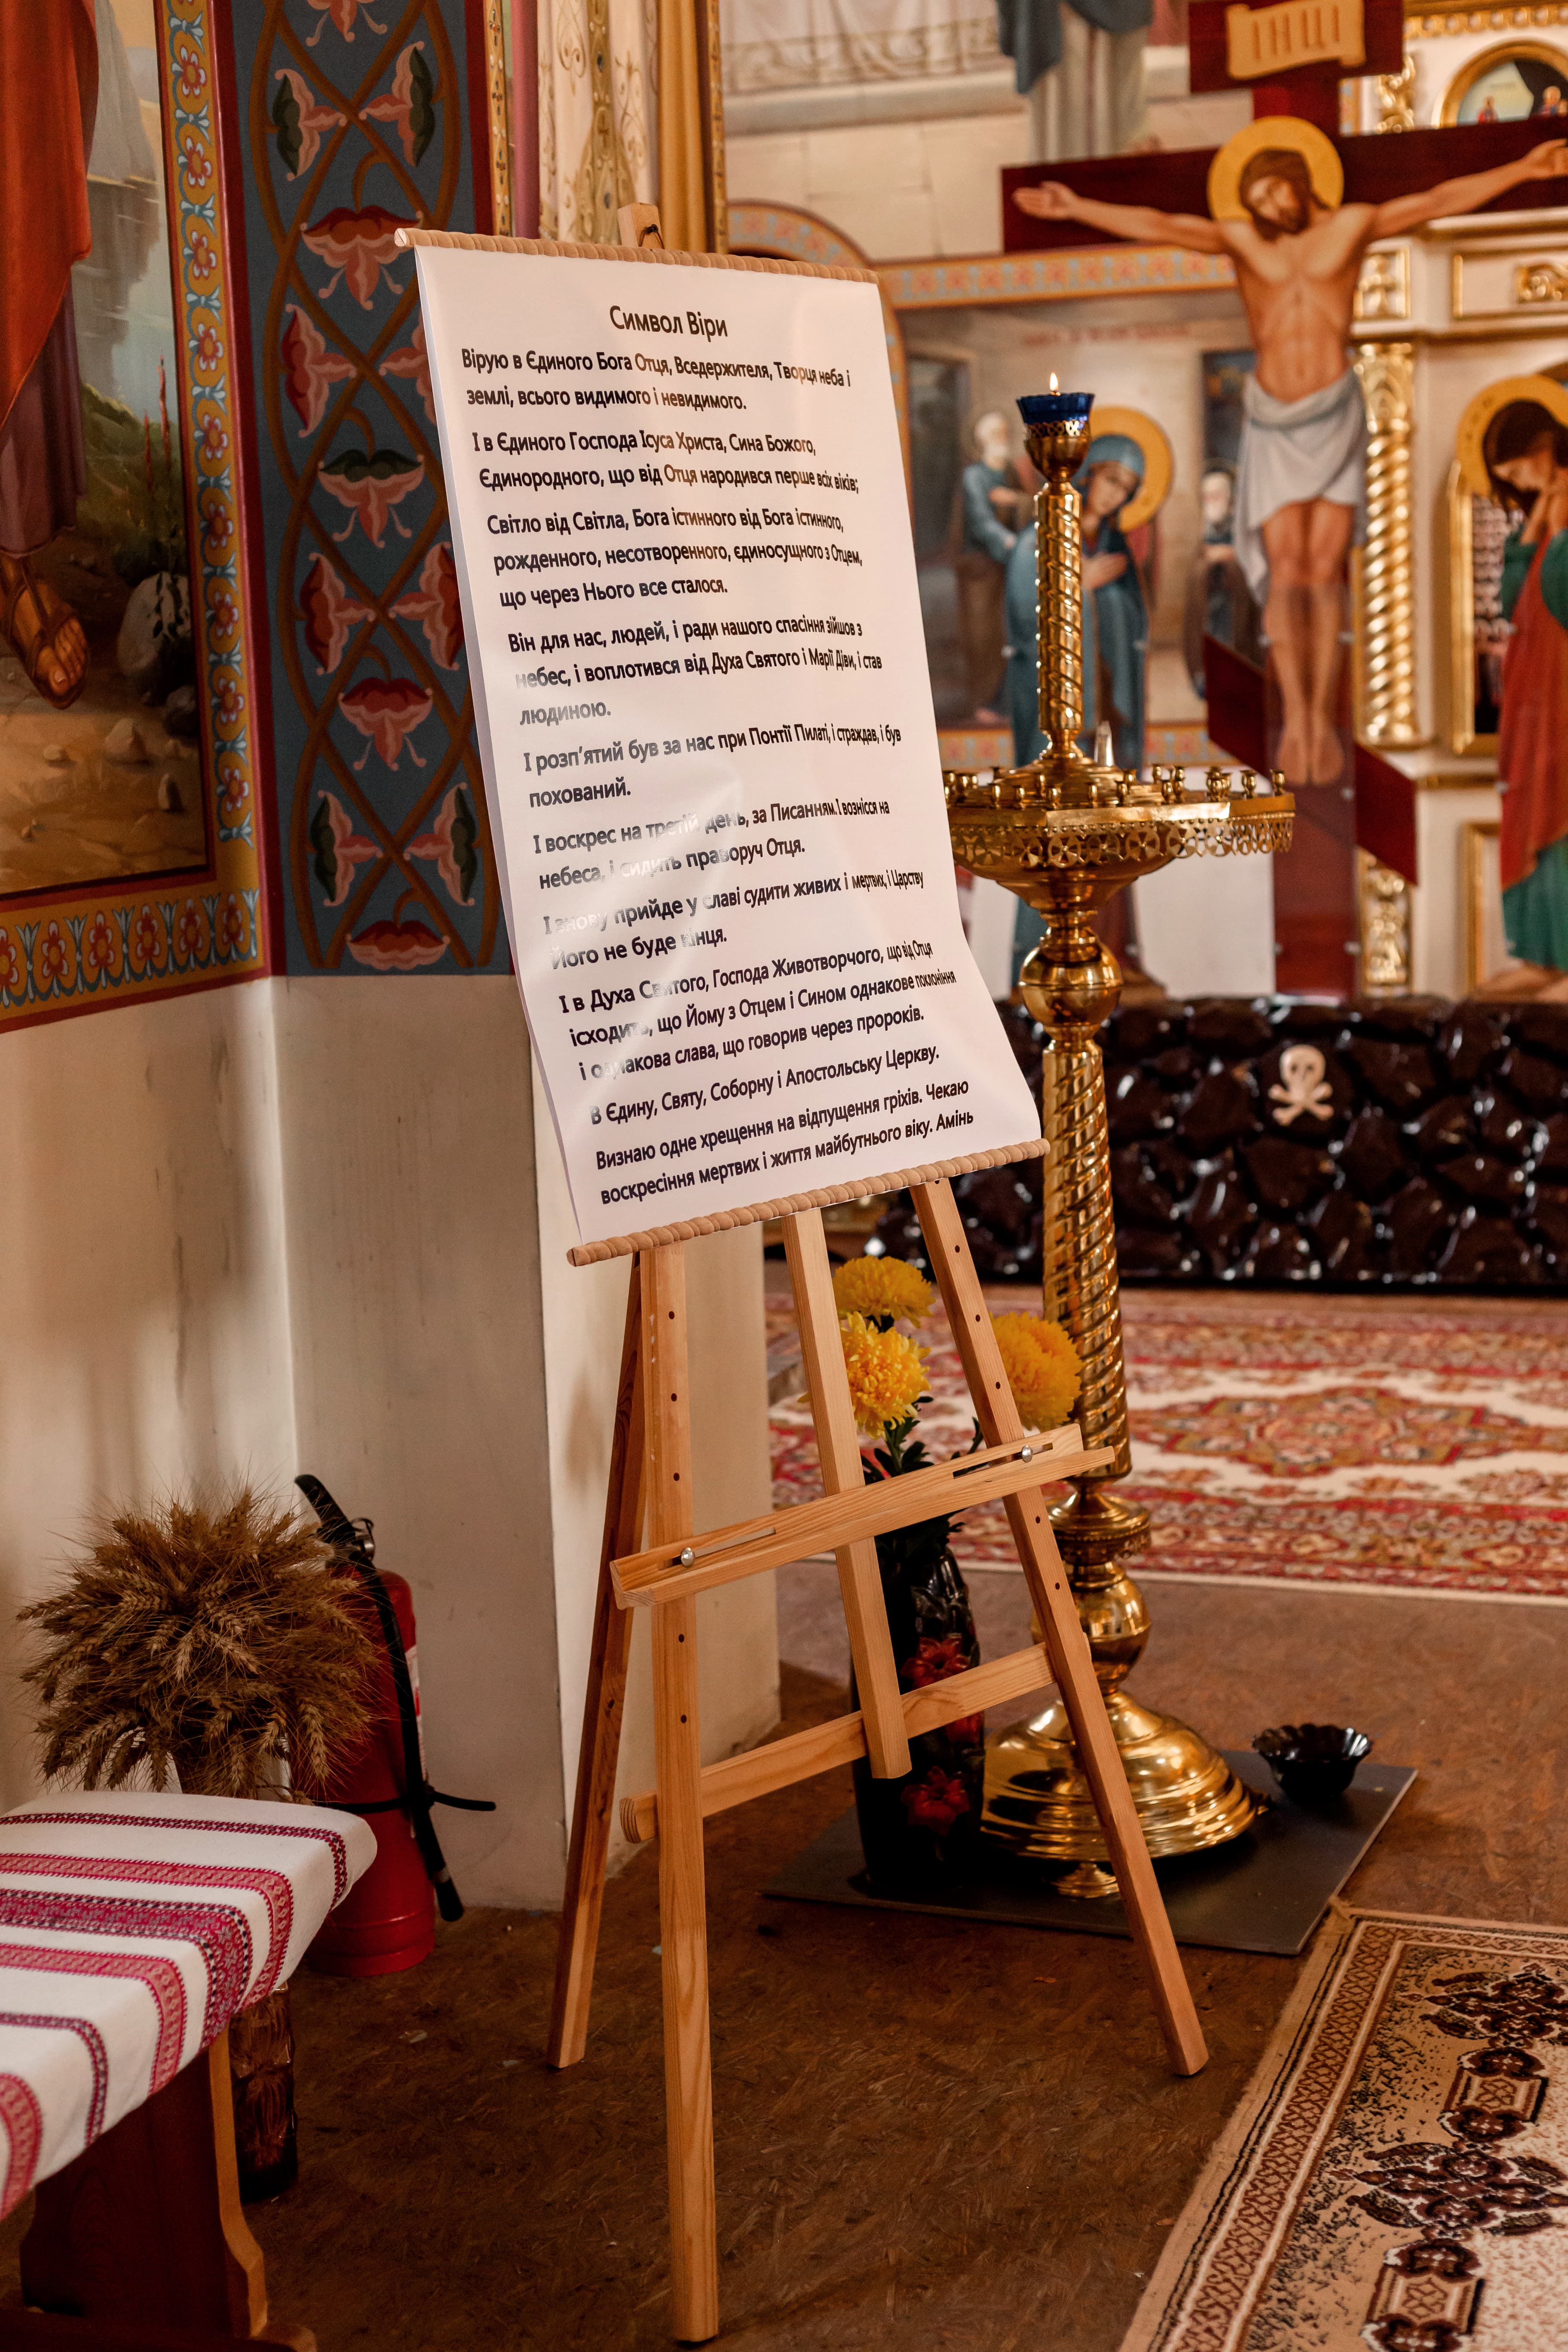 ІНЦІ
Символ Віри
Вірую в Єдиного Бога Отця, Вседержителя, Творця неба і
землі, всього видимого і невидимого.
І в Єдиного Господа Ісуса Христа, Сина Божого,
Єдинородного, що від Отця народився перше всіх віків;
Світло від Світла, Бога істинного від Бога істинного,
рожденного, несотворенного, єдиносущного з Отцем,
що через Нього все сталося.
Він для нас, людей, і ради нашого спасіння зійшов з
небес, і воплотився від Духа Святого і Марії Діви, і став
людиною.
І розп’ятий був за нас при Понтії Пилаті, і страждав, і був
похований.
І воскрес на третій день, за Писанням. І вознісся на
небеса, і сидить праворуч Отця.
І знову прийде у славі судити живих і мертвих, і Царству
Його не буде кінця.
І в Духа Святого, Господа Животворчого, що від Отця
ісходить, що Йому з Отцем і Сином однакове поклоніння
і однакова слава, що говорив через пророків.
В Єдину, Святу, Соборну і Апостольську Церкву.
Визнаю одне хрещення на відпущення гріхів. Чекаю
воскресіння мертвих і життя майбутнього віку. Амінь